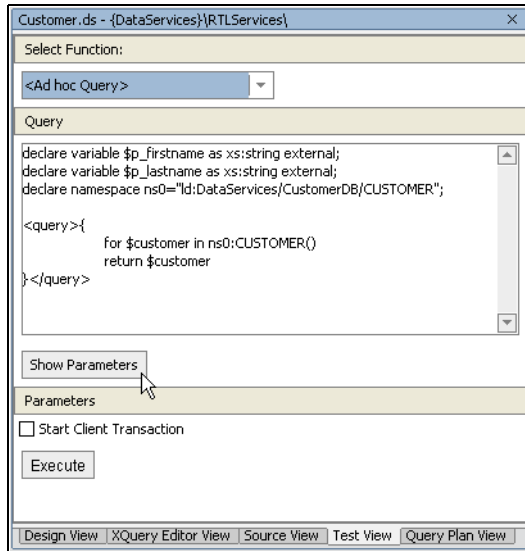 Customer.ds - {DataServices}\RTLServices\
Select Function:
<Ad hoc Query>
Query
declare variable $p_firstname as xs:string external;
declare variable $p_lastname as xs:string external;
declare namespace ns0="ld:DataServices/CustomerDB/CUSTOMER";
<query>{
for $customer in ns0:CUSTOMER()
return $customer
}</query>
Show Parameters
Parameters
Start Client Transaction
Execute
Design View XQuery Editor View Source View Test View Query Plan View